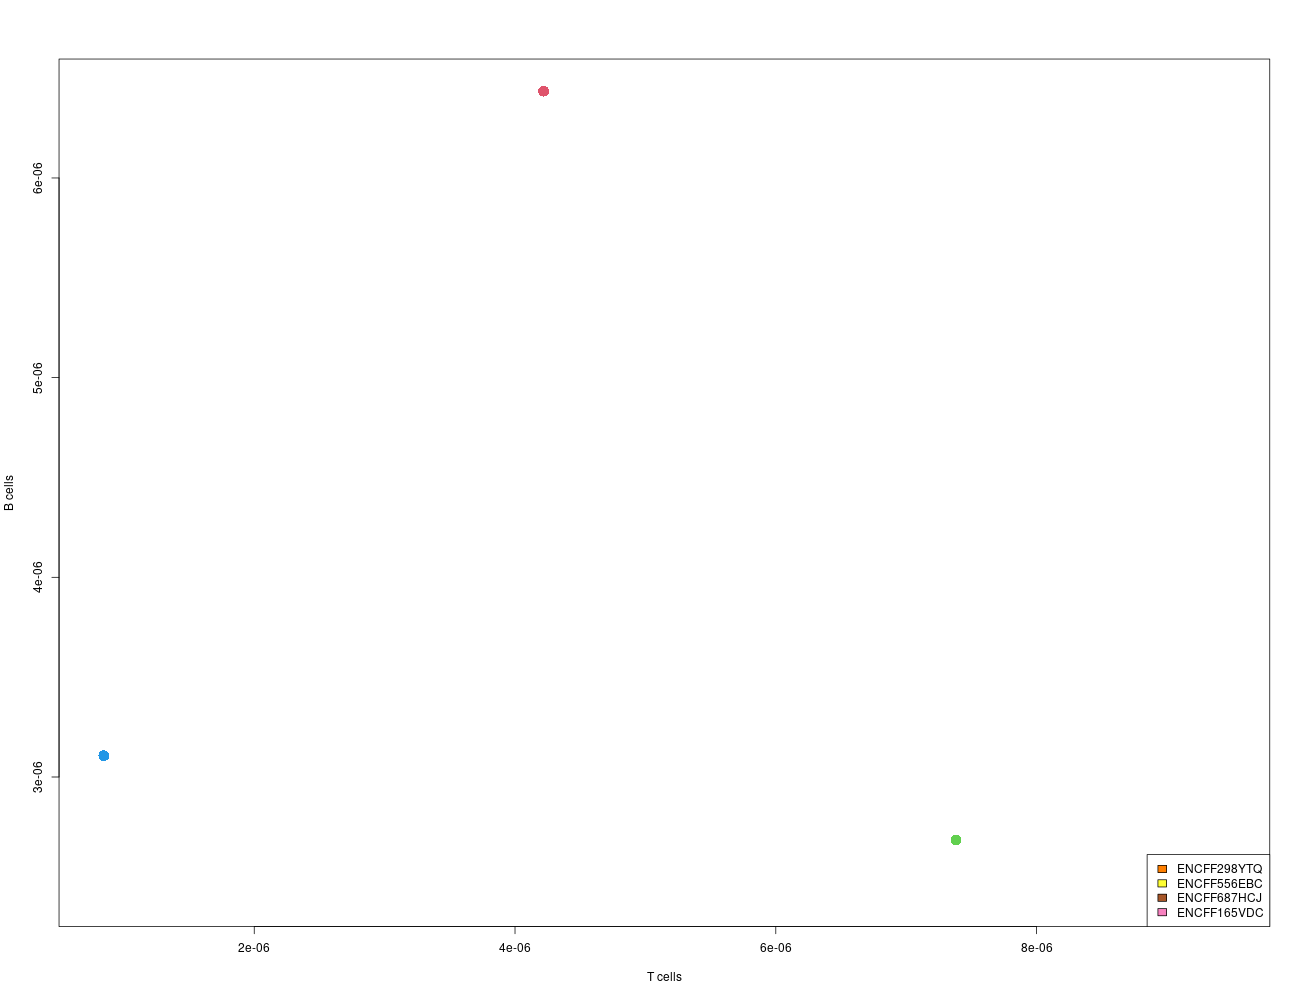 6e-06
5e-06
B cells
4e-06
3e-06
ENCFF298YTQ
ENCFF556EBC
ENCFF687HCJ
ENCFF165VDC
2e-06
4e-06
6e-06
8e-06
T cells